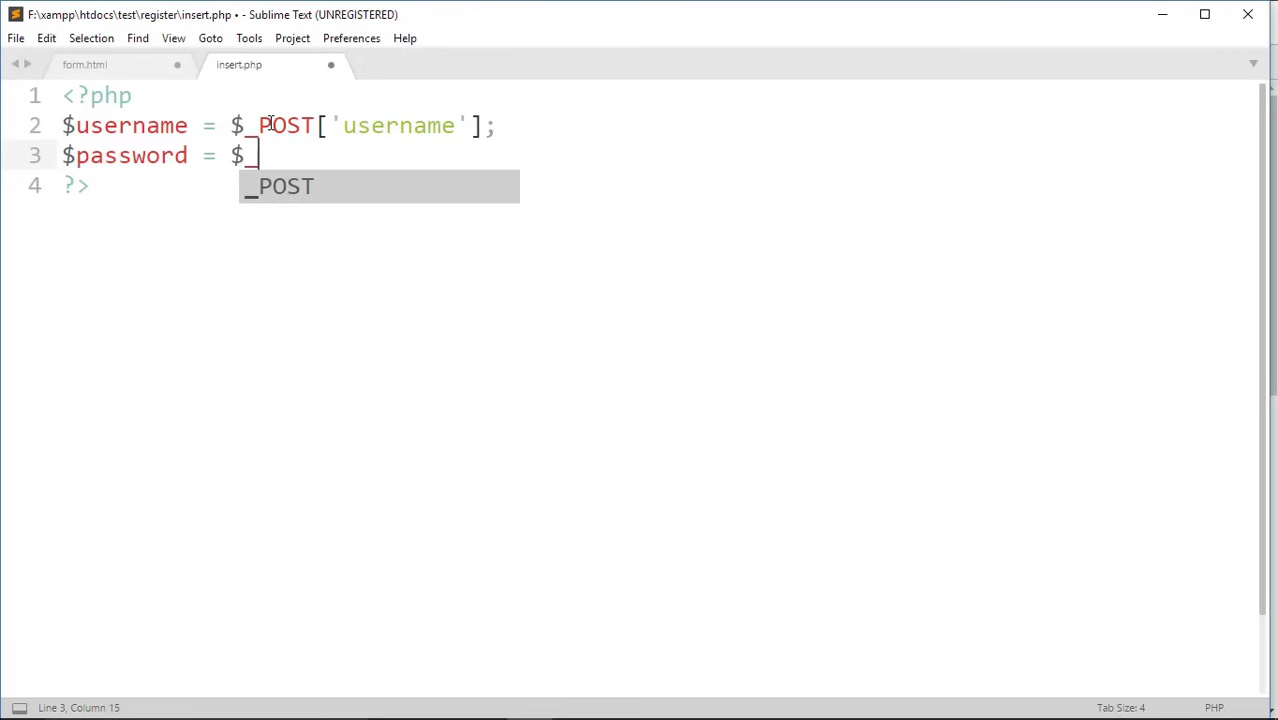 F:\xampp\htdocs\test\register\insert.php • - Sublime Text (UNREGISTERED)
File Edit Selection Find View Goto Tools Project Preferences Help
form.html insert.php
1 <?php
2 $username = $_POST['username'];
3 $password = $_
_POST
4 ?>
Line 3, Column 15 Tab Size: 4 PHP